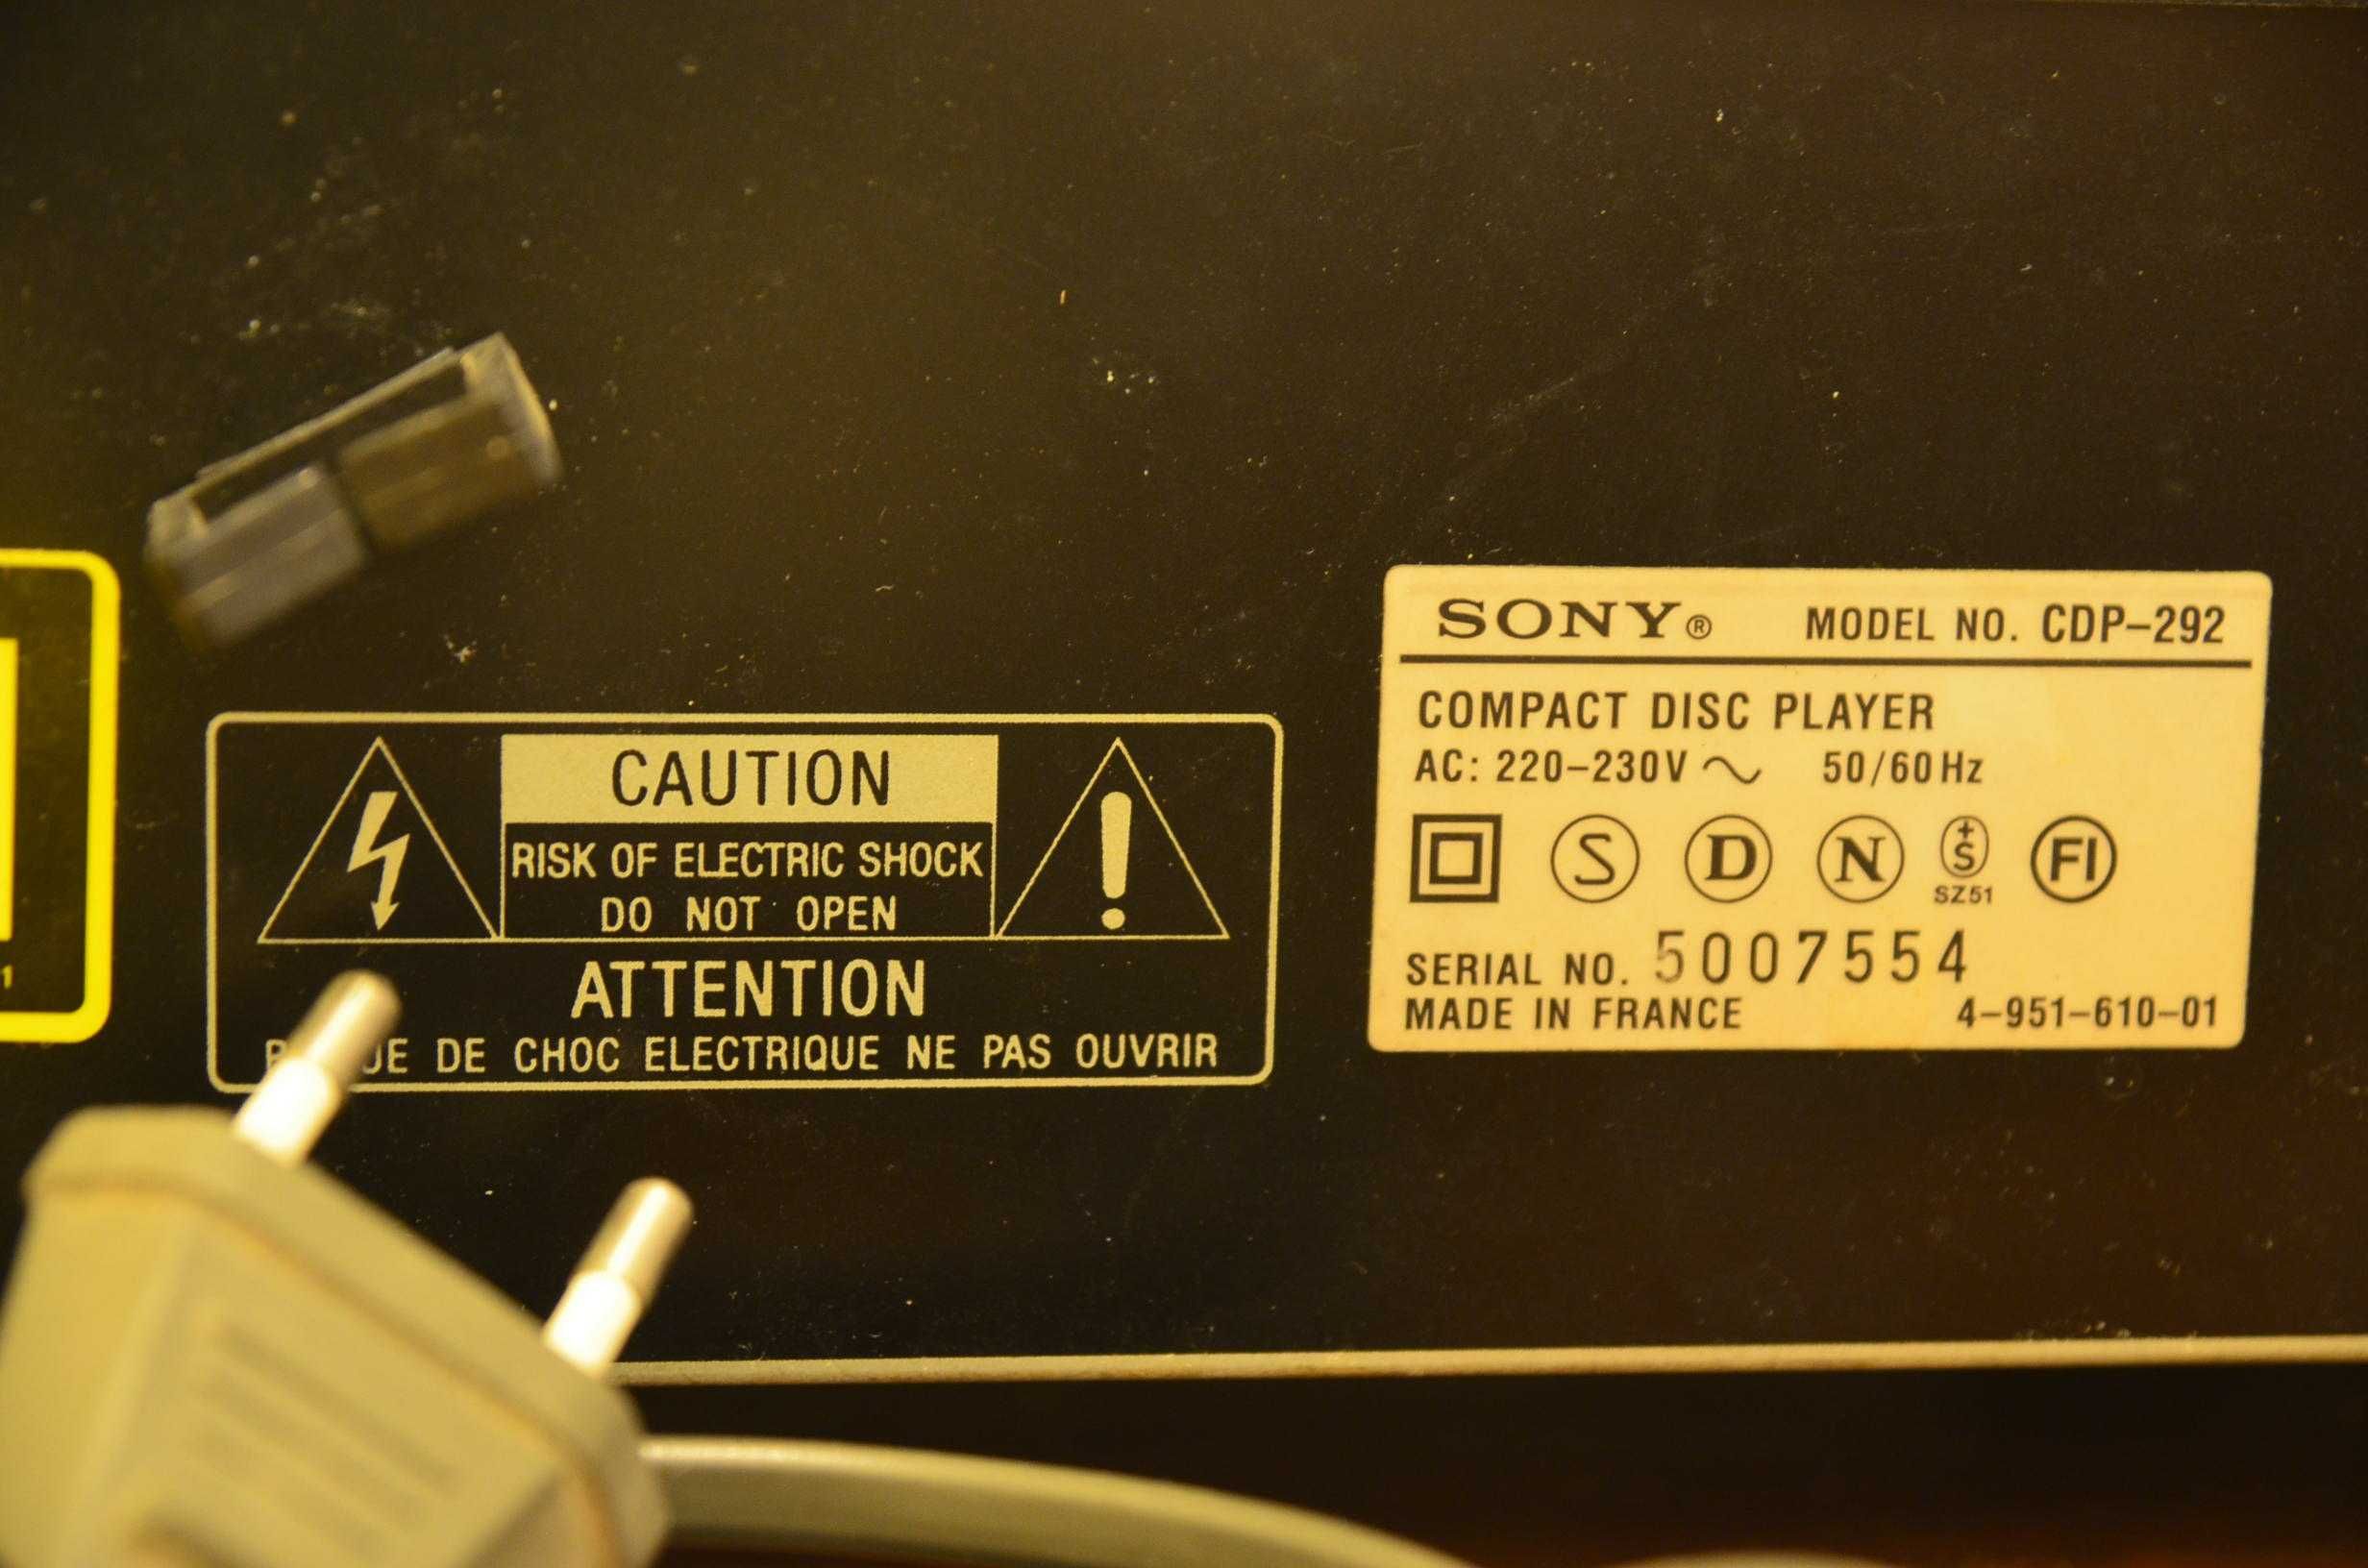 CAUTION
RISK OF ELECTRIC SHOCK
DO NOT OPEN
ATTENTION
DE CHOC ELECTRIQUE NE PAS OUVRIR
SONY® MODEL NO. CDP-292
COMPACT DISC PLAYER
AC: 220-230V ~ 50/60Hz
S D N +S FI
SZ51
SERIAL NO. 5007554
MADE IN FRANCE 4-951-610-01